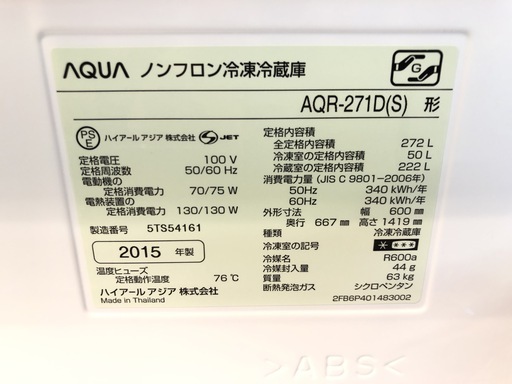 AQUA ノンフロン冷凍冷蔵庫
G
AQR-271D(S) 形
PS E ハイアール アジア 株式会社 S JET
定格電圧 100 V
定格周波数 50/60 Hz
電動機の
定格消費電力 70/75 W
電熱装置の
定格消費電力 130/130 W
製造番号 5TS54161
2015 年製
温度ヒューズ
定格動作温度 76℃
ハイアール アジア 株式会社
Made in Thailand
定格内容積
全定格内容積 272 L
冷凍室の定格内容積 50 L
冷蔵室の定格内容積 222 L
消費電力量 (JIS C 9801-2006年)
50Hz 340 kWh/年
60Hz 340 kWh/年
外形寸法 幅 600 mm
奥行 667 mm 高さ 1419 mm
種類 冷凍冷蔵庫
冷凍室の記号
冷媒名 R600a
冷媒封入量 44 g
質量 63 kg
断熱発泡ガス シクロペンタン
2FB6P401483002
>ABS<